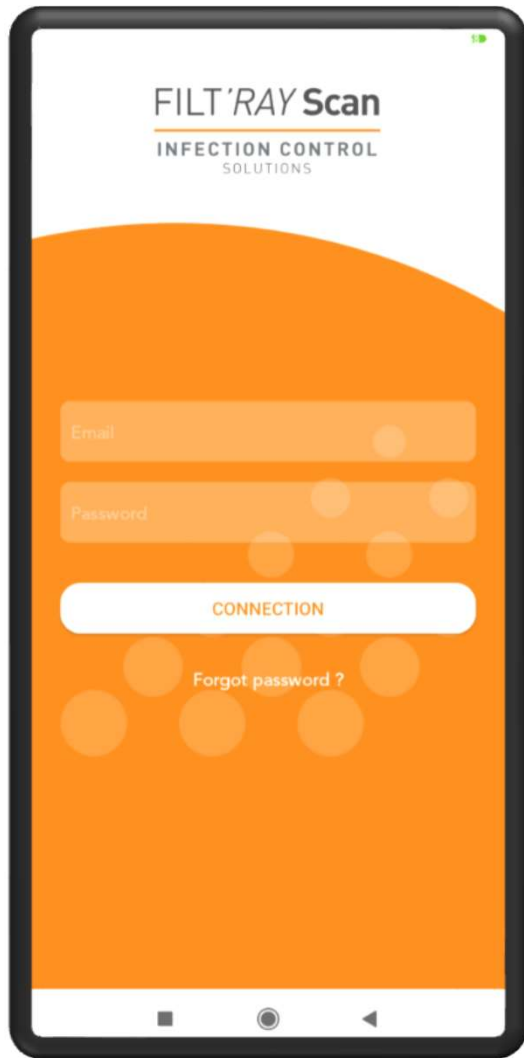 FILT'RAY Scan
INFECTION CONTROL
SOLUTIONS
Email
Password
CONNECTION
Forgot password ?